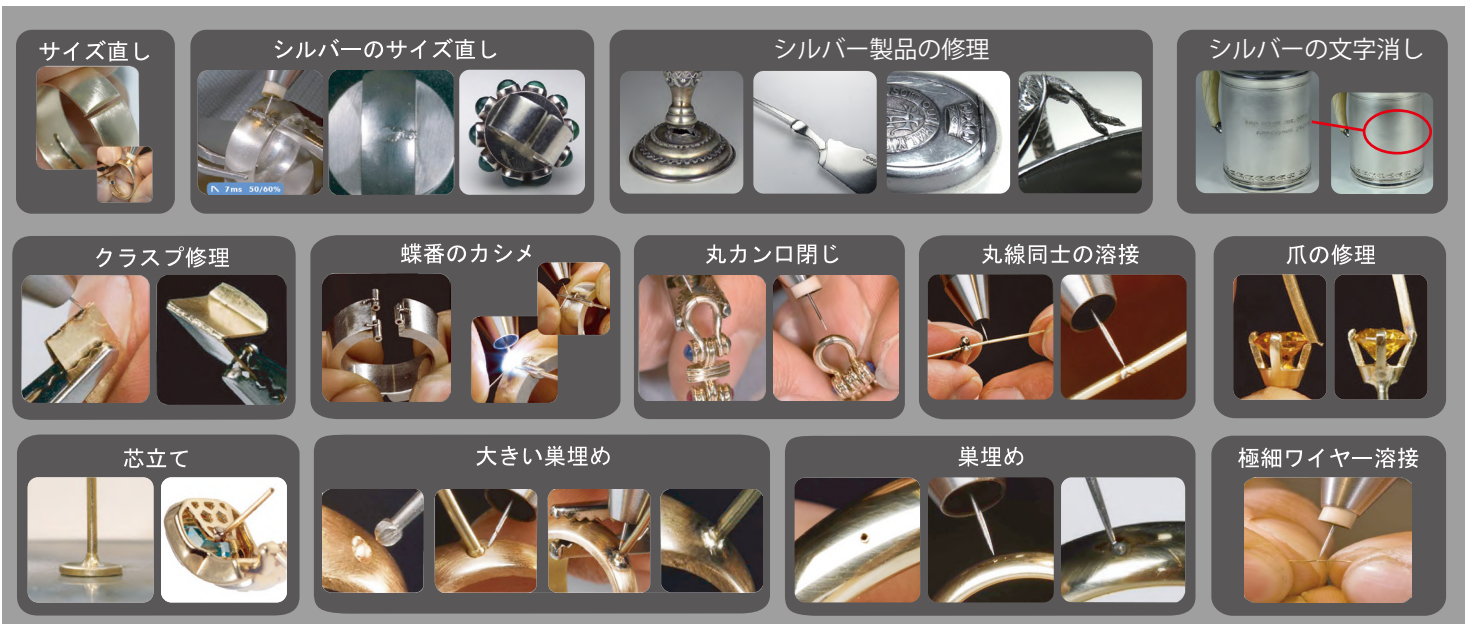 サイズ直し
シルバーのサイズ直し
シルバー製品の修理
シルバーの文字消し
7ms 50/60%
クラスプ修理
蝶番のカシメ
丸カン口閉じ
丸線同士の溶接
爪の修理
芯立て
大きい巣埋め
巣埋め
極細ワイヤー溶接